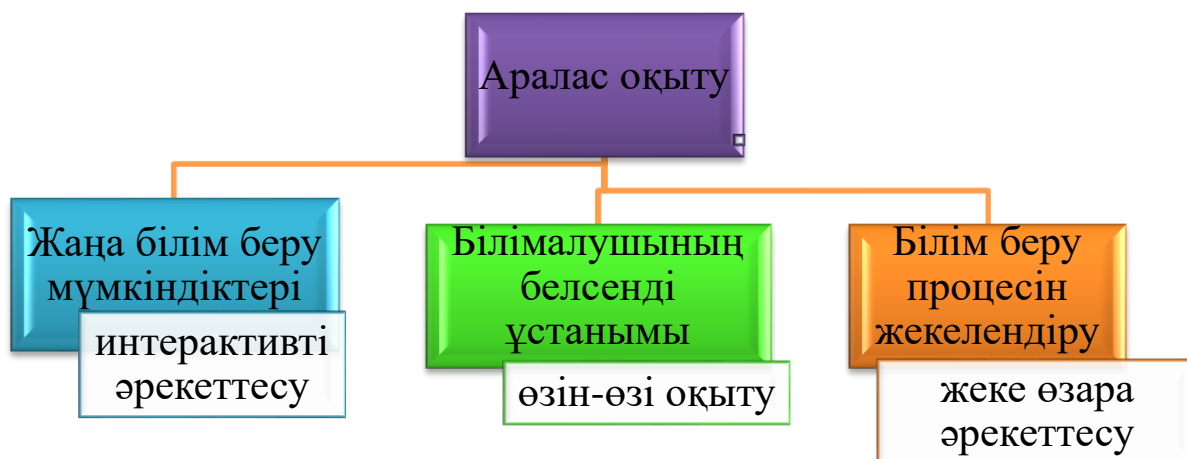 Аралас оқыту
Жаңа білім беру
мүмкіндіктері
интерактивті
әрекеттесу
Білімалушының
белсенді
ұстанымы
өзін-өзі оқыту
Білім беру
процесін
жекелендіру
жеке өзара
әрекеттесу